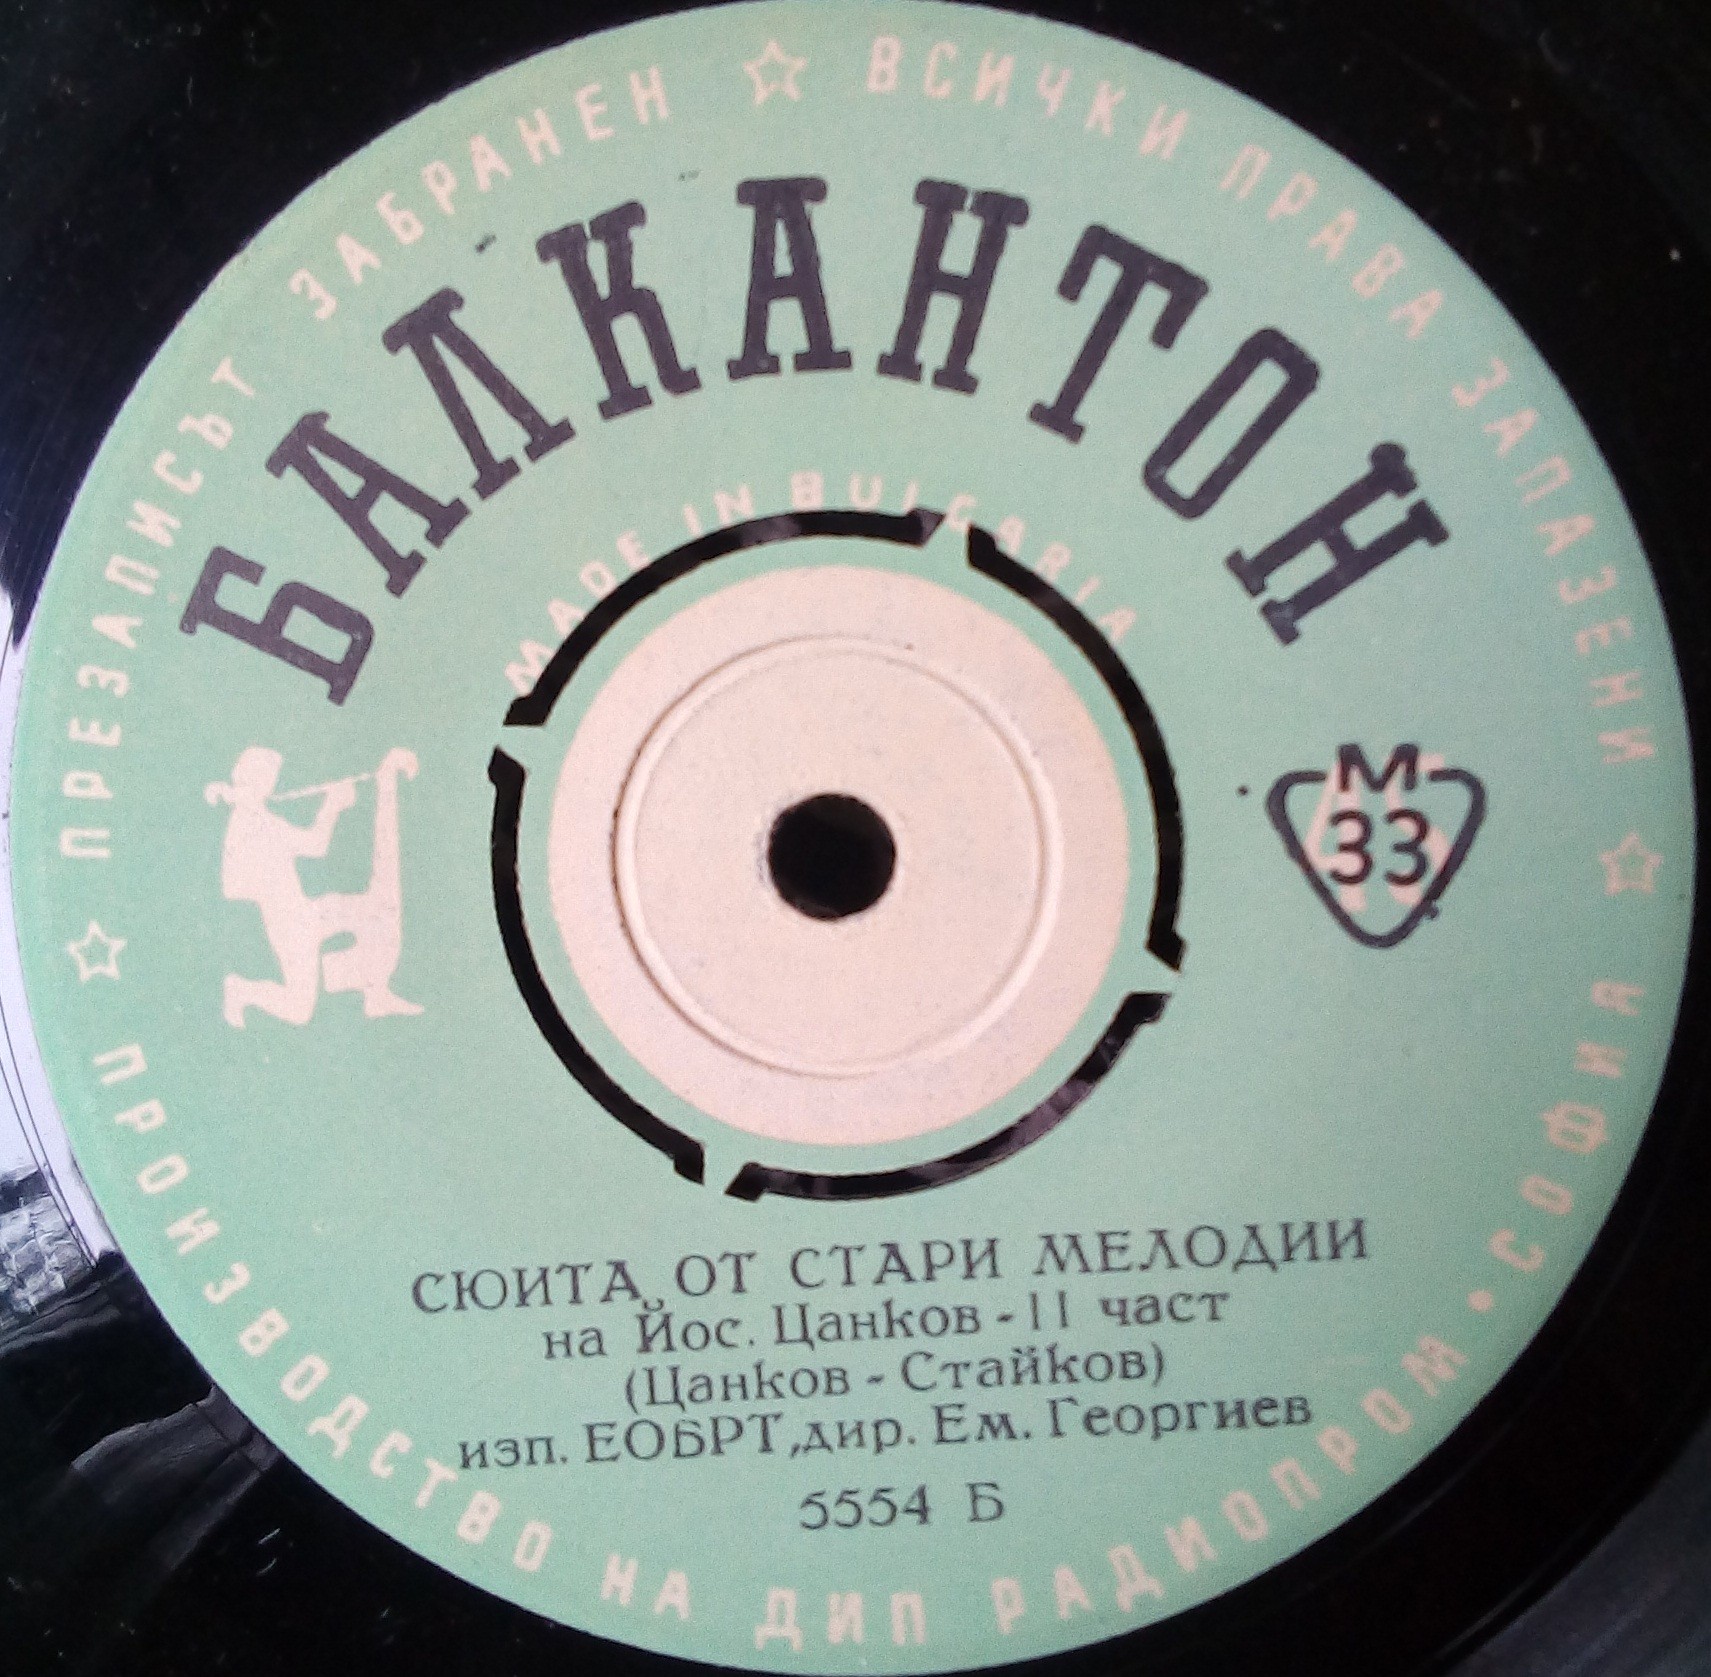 ПРЕЗАПИСЪТ ЗАБРАНЕН ☆ ВСИЧКИ ПРАВА ЗАПАЗЕНИ ☆
БАЛКАНТОН
MADE IN BULGARIA
М
33
СЮИТА ОТ СТАРИ МЕЛОДИИ
на Йос. Цанков - II част
(Цанков - Стайков)
изп. ЕОБРТ, дир. Ем. Георгиев
5554 Б
☆ ПРОИЗВОДСТВО НА ДИП РАДИОПРОМ • СОФИЯ